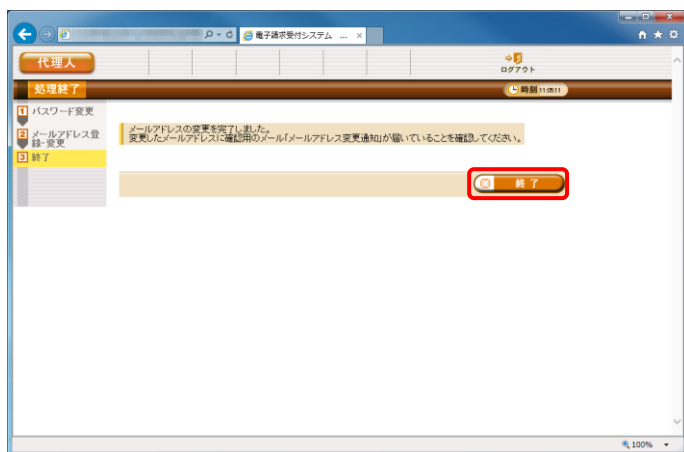 電子請求受付システム ...
代理人
ログアウト
処理終了
時刻
1 パスワード変更
2 メールアドレス登
録・変更
3 終了
メールアドレスの変更を完了しました。
変更したメールアドレスに確認用のメール「メールアドレス変更通知」が届いていることを確認してください。
終了
100%